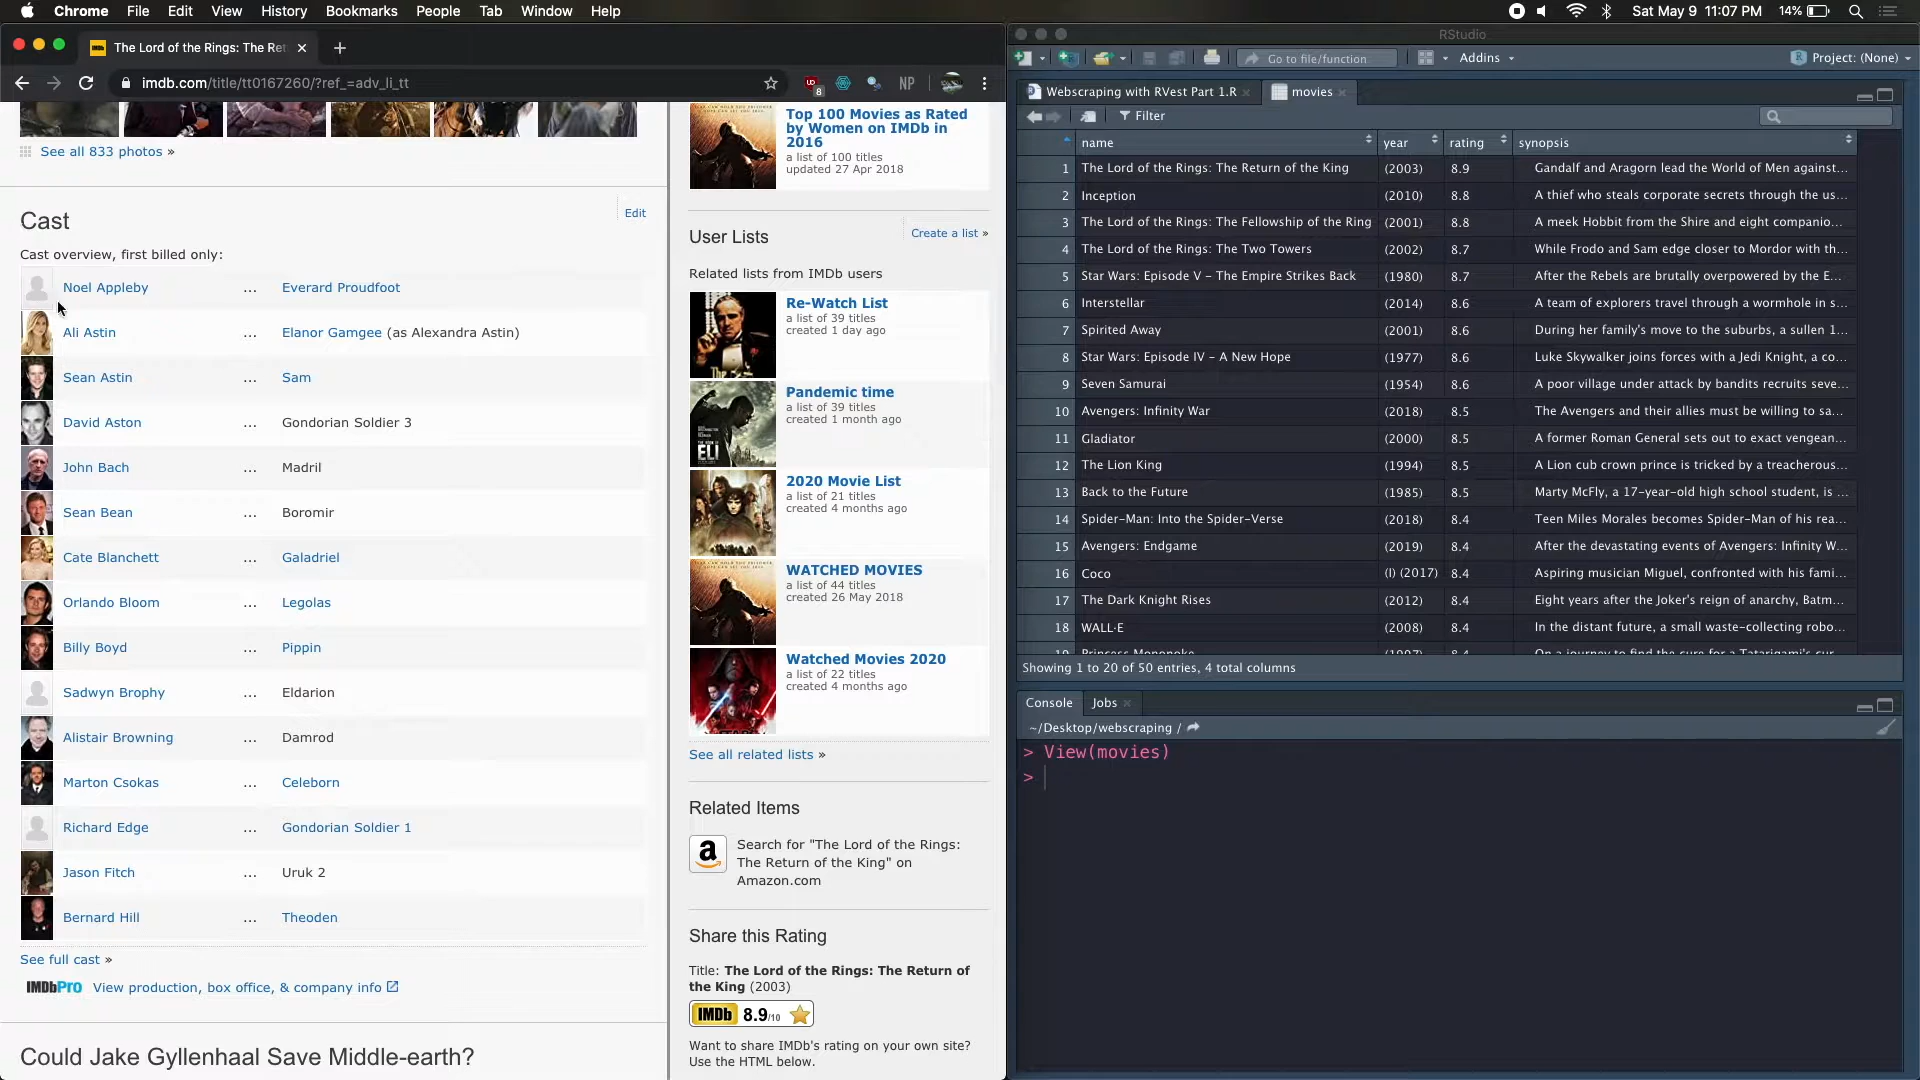 Chrome File Edit View History Bookmarks People Tab Window Help
Sat May 9 11:07 PM 14%
The Lord of the Rings: The Ret
imdb.com/title/tt0167260/?ref_=adv_li_tt
8
NP
See all 833 photos »
Cast
Edit
Cast overview, first billed only:
Noel Appleby ... Everard Proudfoot
Ali Astin ... Elanor Gamgee (as Alexandra Astin)
Sean Astin ... Sam
David Aston ... Gondorian Soldier 3
John Bach ... Madril
Sean Bean ... Boromir
Cate Blanchett ... Galadriel
Orlando Bloom ... Legolas
Billy Boyd ... Pippin
Sadwyn Brophy ... Eldarion
Alistair Browning ... Damrod
Marton Csokas ... Celeborn
Richard Edge ... Gondorian Soldier 1
Jason Fitch ... Uruk 2
Bernard Hill ... Theoden
See full cast »
IMDbPro View production, box office, & company info
Could Jake Gyllenhaal Save Middle-earth?
Top 100 Movies as Rated
by Women on IMDb in
2016
a list of 100 titles
updated 27 Apr 2018
User Lists
Create a list »
Related lists from IMDb users
Re-Watch List
a list of 39 titles
created 1 day ago
Pandemic time
a list of 39 titles
created 1 month ago
ELI
2020 Movie List
a list of 21 titles
created 4 months ago
WATCHED MOVIES
a list of 44 titles
created 26 May 2018
Watched Movies 2020
a list of 22 titles
created 4 months ago
See all related lists »
Related Items
a
Search for "The Lord of the Rings:
The Return of the King" on
Amazon.com
Share this Rating
Title: The Lord of the Rings: The Return of
the King (2003)
IMDb 8.9/10
Want to share IMDb's rating on your own site?
Use the HTML below.
RStudio
Go to file/function
Addins
Project: (None)
Webscraping with RVest Part 1.R
movies
Filter
name year rating synopsis
1 The Lord of the Rings: The Return of the King (2003) 8.9 Gandalf and Aragorn lead the World of Men against...
2 Inception (2010) 8.8 A thief who steals corporate secrets through the us...
3 The Lord of the Rings: The Fellowship of the Ring (2001) 8.8 A meek Hobbit from the Shire and eight companio...
4 The Lord of the Rings: The Two Towers (2002) 8.7 While Frodo and Sam edge closer to Mordor with th...
5 Star Wars: Episode V – The Empire Strikes Back (1980) 8.7 After the Rebels are brutally overpowered by the E...
6 Interstellar (2014) 8.6 A team of explorers travel through a wormhole in s...
7 Spirited Away (2001) 8.6 During her family's move to the suburbs, a sullen 1...
8 Star Wars: Episode IV – A New Hope (1977) 8.6 Luke Skywalker joins forces with a Jedi Knight, a co...
9 Seven Samurai (1954) 8.6 A poor village under attack by bandits recruits seve...
10 Avengers: Infinity War (2018) 8.5 The Avengers and their allies must be willing to sa...
11 Gladiator (2000) 8.5 A former Roman General sets out to exact vengean...
12 The Lion King (1994) 8.5 A Lion cub crown prince is tricked by a treacherous...
13 Back to the Future (1985) 8.5 Marty McFly, a 17-year-old high school student, is ...
14 Spider-Man: Into the Spider-Verse (2018) 8.4 Teen Miles Morales becomes Spider-Man of his rea...
15 Avengers: Endgame (2019) 8.4 After the devastating events of Avengers: Infinity W...
16 Coco (I) (2017) 8.4 Aspiring musician Miguel, confronted with his fami...
17 The Dark Knight Rises (2012) 8.4 Eight years after the Joker's reign of anarchy, Batm...
18 WALL·E (2008) 8.4 In the distant future, a small waste-collecting robo...
19 Princess Mononoke (1997) 8.4 On a journey to find the cure for a Tatarigami's cur...
Showing 1 to 20 of 50 entries, 4 total columns
Console Jobs
~/Desktop/webscraping/
> View(movies)
>